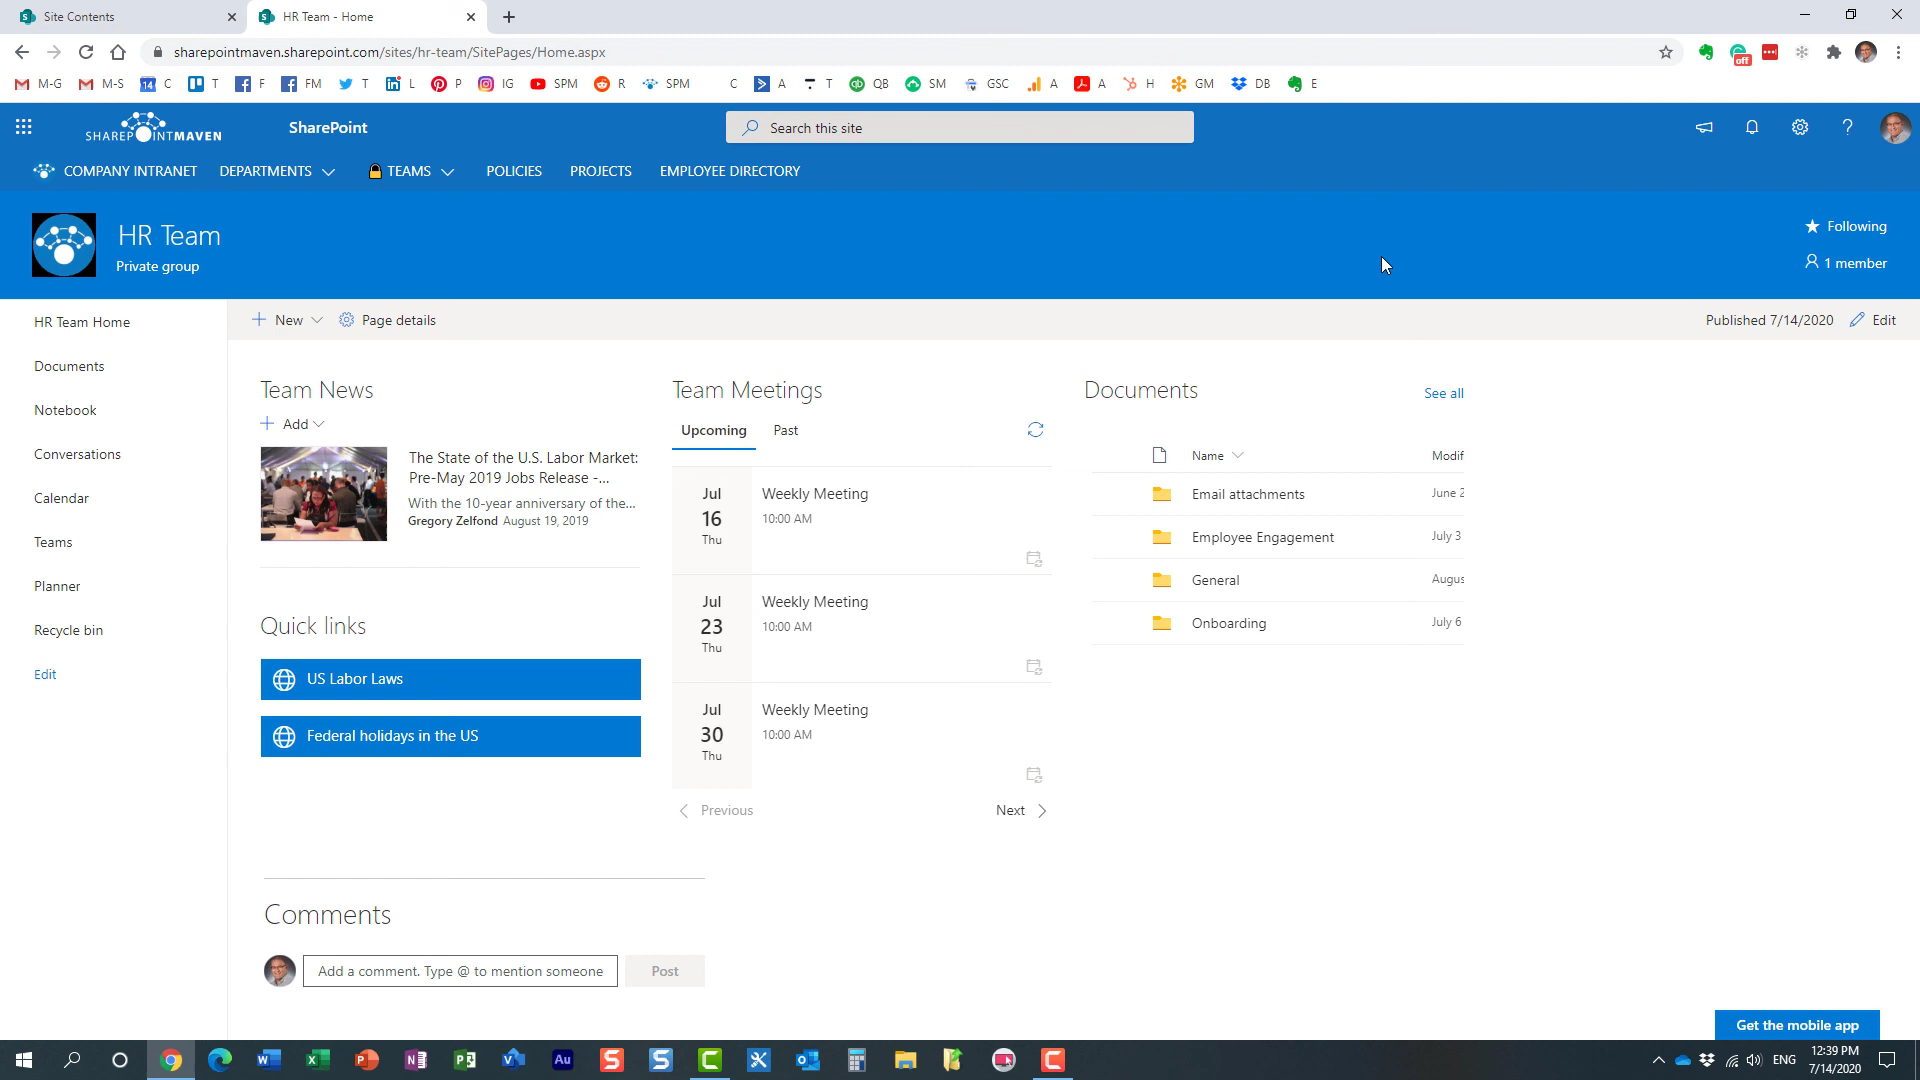 Site Contents
HR Team - Home
sharepointmaven.sharepoint.com/sites/hr-team/SitePages/Home.aspx
off
M-G M-S 14 C T F FM T L P IG SPM R SPM C A T QB SM GSC A A H GM DB E
SHAREPOINTMAVEN
SharePoint
Search this site
COMPANY INTRANET DEPARTMENTS TEAMS POLICIES PROJECTS EMPLOYEE DIRECTORY
HR Team
Private group
Following
1 member
HR Team Home
Documents
Notebook
Conversations
Calendar
Teams
Planner
Recycle bin
Edit
New Page details
Published 7/14/2020 Edit
Team News
Add
The State of the U.S. Labor Market:
Pre-May 2019 Jobs Release -...
With the 10-year anniversary of the...
Gregory Zelfond August 19, 2019
Quick links
US Labor Laws
Federal holidays in the US
Team Meetings
Upcoming Past
Jul
16
Thu
Weekly Meeting
10:00 AM
Jul
23
Thu
Weekly Meeting
10:00 AM
Jul
30
Thu
Weekly Meeting
10:00 AM
Previous Next
Documents See all
Name Modif
Email attachments June 2
Employee Engagement July 3
General Augus
Onboarding July 6
Comments
Add a comment. Type @ to mention someone
Post
Get the mobile app
Au
ENG
12:39 PM
7/14/2020